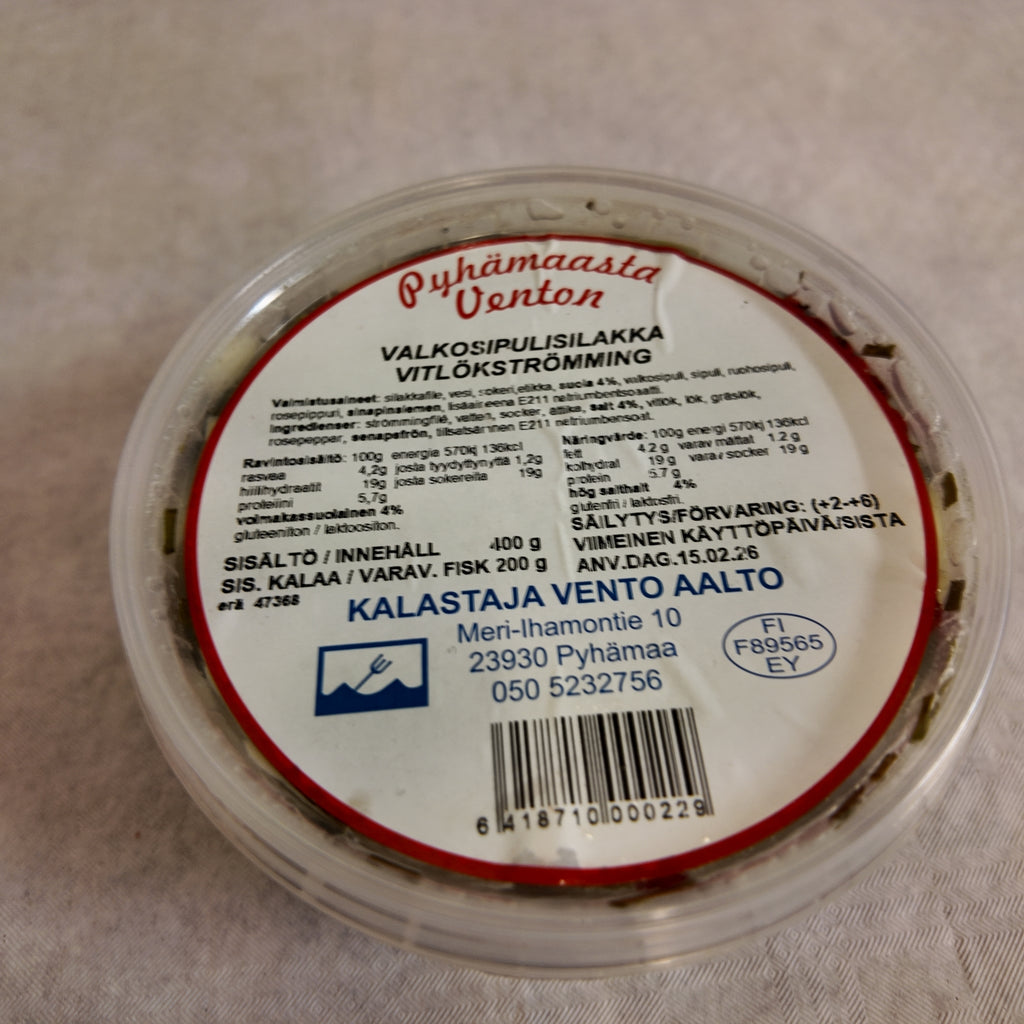 Pyhämaasta
Venton
VALKOSIPULISILAKKA
VITLÖKSTRÖMMING
Valmistusaineet: silakkafile, vesi, sokeri,etikka, suola 4%, valkosipuli, sipuli, ruohosipuli,
rosepippuri, sinapinsiemen, lisäaineena E211 natriumbentsoaatti.
Ingredienser: strömmingfilé, vatten, socker, ättika, salt 4%, vitlök, lök, gräslök,
rosepeppar, senapsfrön, tillsatsämnen E211 natriumbensoat.
Ravintosisältö: 100g energia 570kj 136kcl
rasvaa 4,2g josta tyydyttynyttä 1,2g
hiilihydraatit 19g josta sokereita 19g
proteiini 5,7g
voimakassuolainen 4%
gluteeniton / laktoositon.
Näringvärde: 100g energi 570kj 136kcl
fett 4.2 g varav mättat 1.2 g
kolhydrat 19 g varav socker 19 g
protein 5.7 g
hög salthalt 4%
glutenfri / laktosfri.
SÄILYTYS/FÖRVARING: (+2-+6)
VIIMEINEN KÄYTTÖPÄIVÄ/SISTA
ANV.DAG.15.02.26
SISÄLTÖ / INNEHÅLL 400 g
SIS. KALAA / VARAV. FISK 200 g
erä 47368
KALASTAJA VENTO AALTO
Meri-Ihamontie 10
23930 Pyhämaa
050 5232756
FI
F89565
EY
6 418710 000229